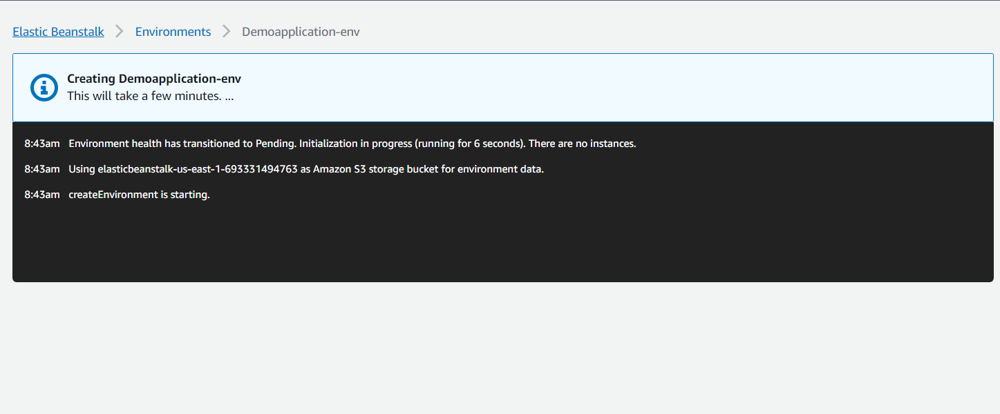 Elastic Beanstalk > Environments > Demoapplication-env
Creating Demoapplication-env
This will take a few minutes. ...
8:43am Environment health has transitioned to Pending. Initialization in progress (running for 6 seconds). There are no instances.
8:43am Using elasticbeanstalk-us-east-1-693331494763 as Amazon S3 storage bucket for environment data.
8:43am createEnvironment is starting.